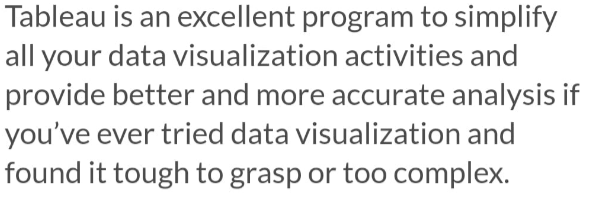 Tableau is an excellent program to simplify
all your data visualization activities and
provide better and more accurate analysis if
you’ve ever tried data visualization and
found it tough to grasp or too complex.